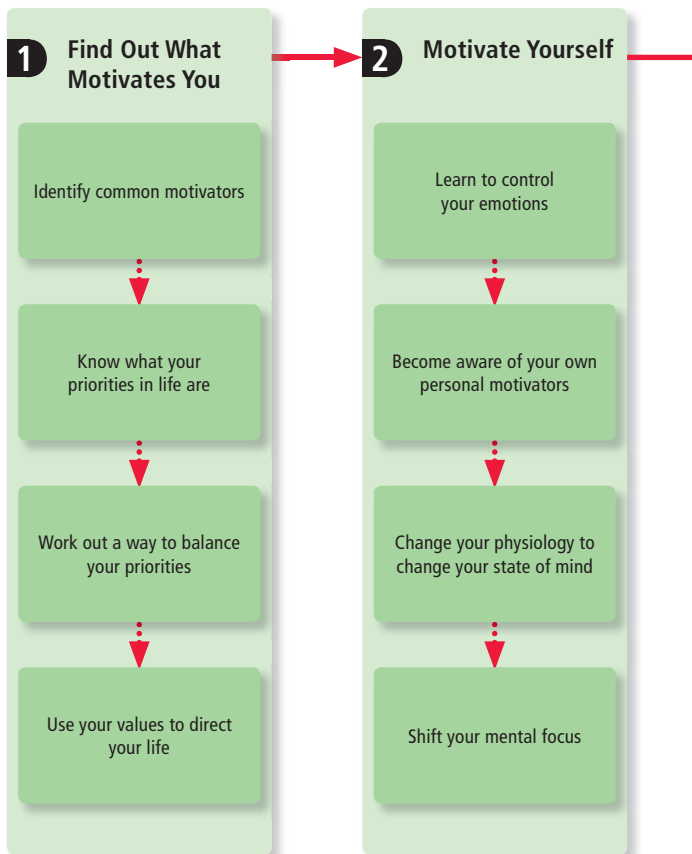 1
Find Out What
Motivates You
Identify common motivators
Know what your
priorities in life are
Work out a way to balance
your priorities
Use your values to direct
your life
2
Motivate Yourself
Learn to control
your emotions
Become aware of your own
personal motivators
Change your physiology to
change your state of mind
Shift your mental focus